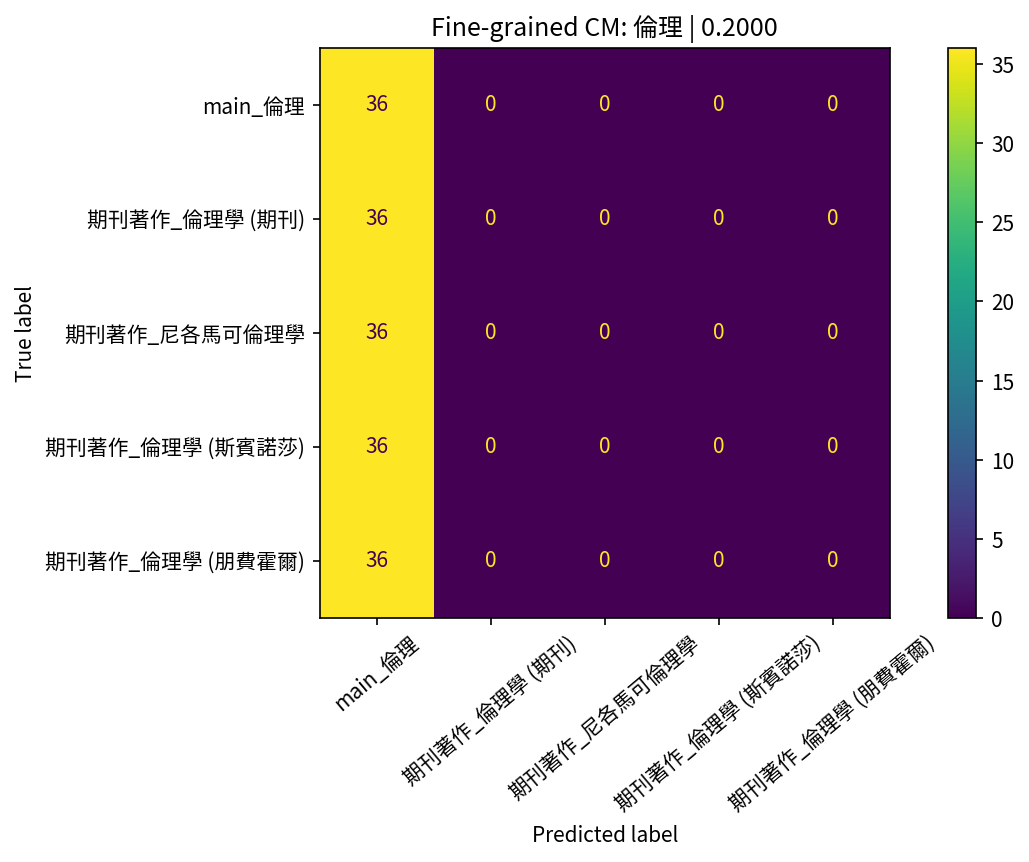 Fine-grained CM: 倫理 | 0.2000
True label
main_倫理
期刊著作_倫理學 (期刊)
期刊著作_尼各馬可倫理學
期刊著作_倫理學 (斯賓諾莎)
期刊著作_倫理學 (朋費霍爾)
36 0 0 0 0
36 0 0 0 0
36 0 0 0 0
36 0 0 0 0
36 0 0 0 0
main_倫理
期刊著作_倫理學 (期刊)
期刊著作_尼各馬可倫理學
期刊著作_倫理學 (斯賓諾莎)
期刊著作_倫理學 (朋費霍爾)
Predicted label
35
30
25
20
15
10
5
0